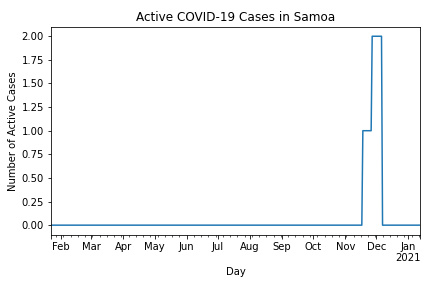 Active COVID-19 Cases in Samoa
Number of Active Cases
2.00
1.75
1.50
1.25
1.00
0.75
0.50
0.25
0.00
Feb Mar Apr May Jun Jul Aug Sep Oct Nov Dec Jan
2021
Day